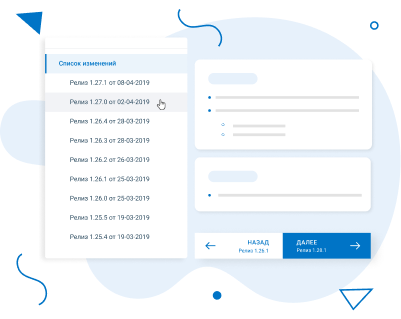 Список изменений
Релиз 1.27.1 от 08-04-2019
Релиз 1.27.0 от 02-04-2019
Релиз 1.26.4 от 28-03-2019
Релиз 1.26.3 от 28-03-2019
Релиз 1.26.2 от 26-03-2019
Релиз 1.26.1 от 25-03-2019
Релиз 1.26.0 от 25-03-2019
Релиз 1.25.5 от 19-03-2019
Релиз 1.25.4 от 19-03-2019
НАЗАД
Релиз 1.26.1
ДАЛЕЕ
Релиз 1.28.1